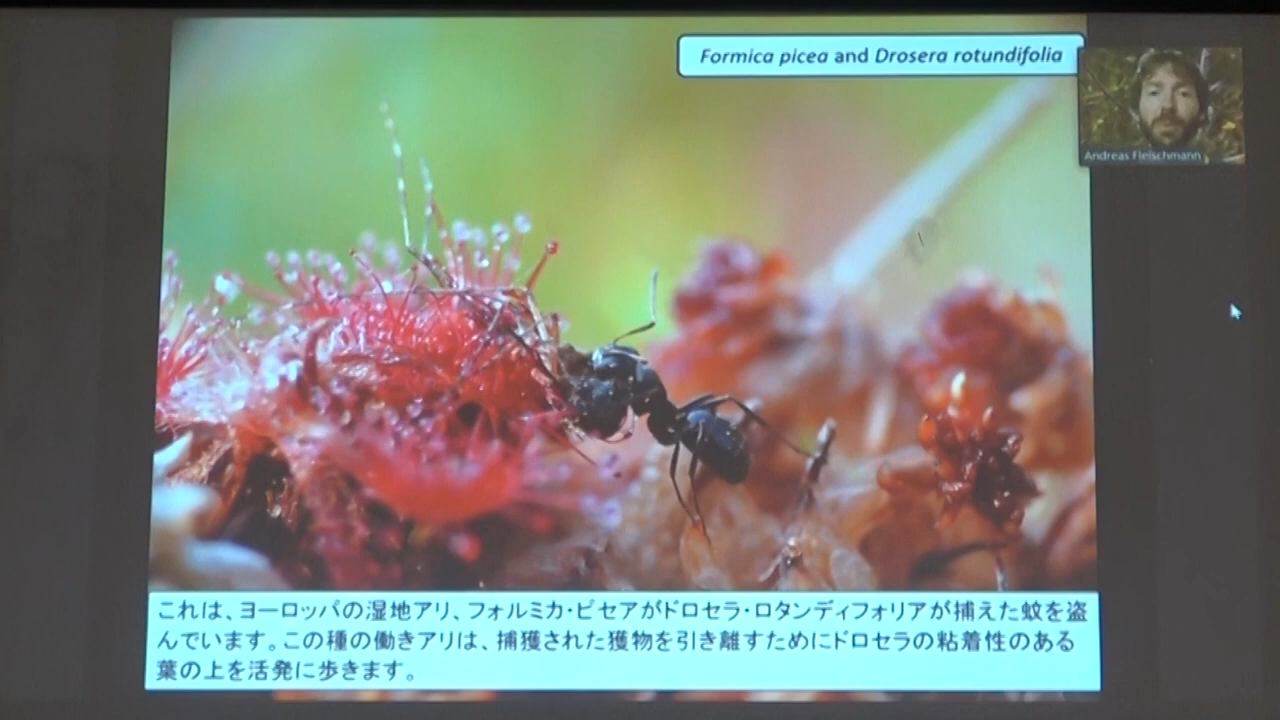 Formica picea and Drosera rotundifolia
Andreas Fleischmann
これは、ヨーロッパの湿地アリ、フォルミカ・ピセアがドロセラ・ロタンディフォリアが捕えた蚊を盗
んでいます。この種の働きアリは、捕獲された獲物を引き離すためにドロセラの粘着性のある
葉の上を活発に歩きます。